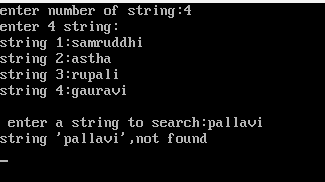 enter number of string:4
enter 4 string:
string 1:samruddhi
string 2:astha
string 3:rupali
string 4:gauravi
enter a string to search:pallavi
string 'pallavi',not found